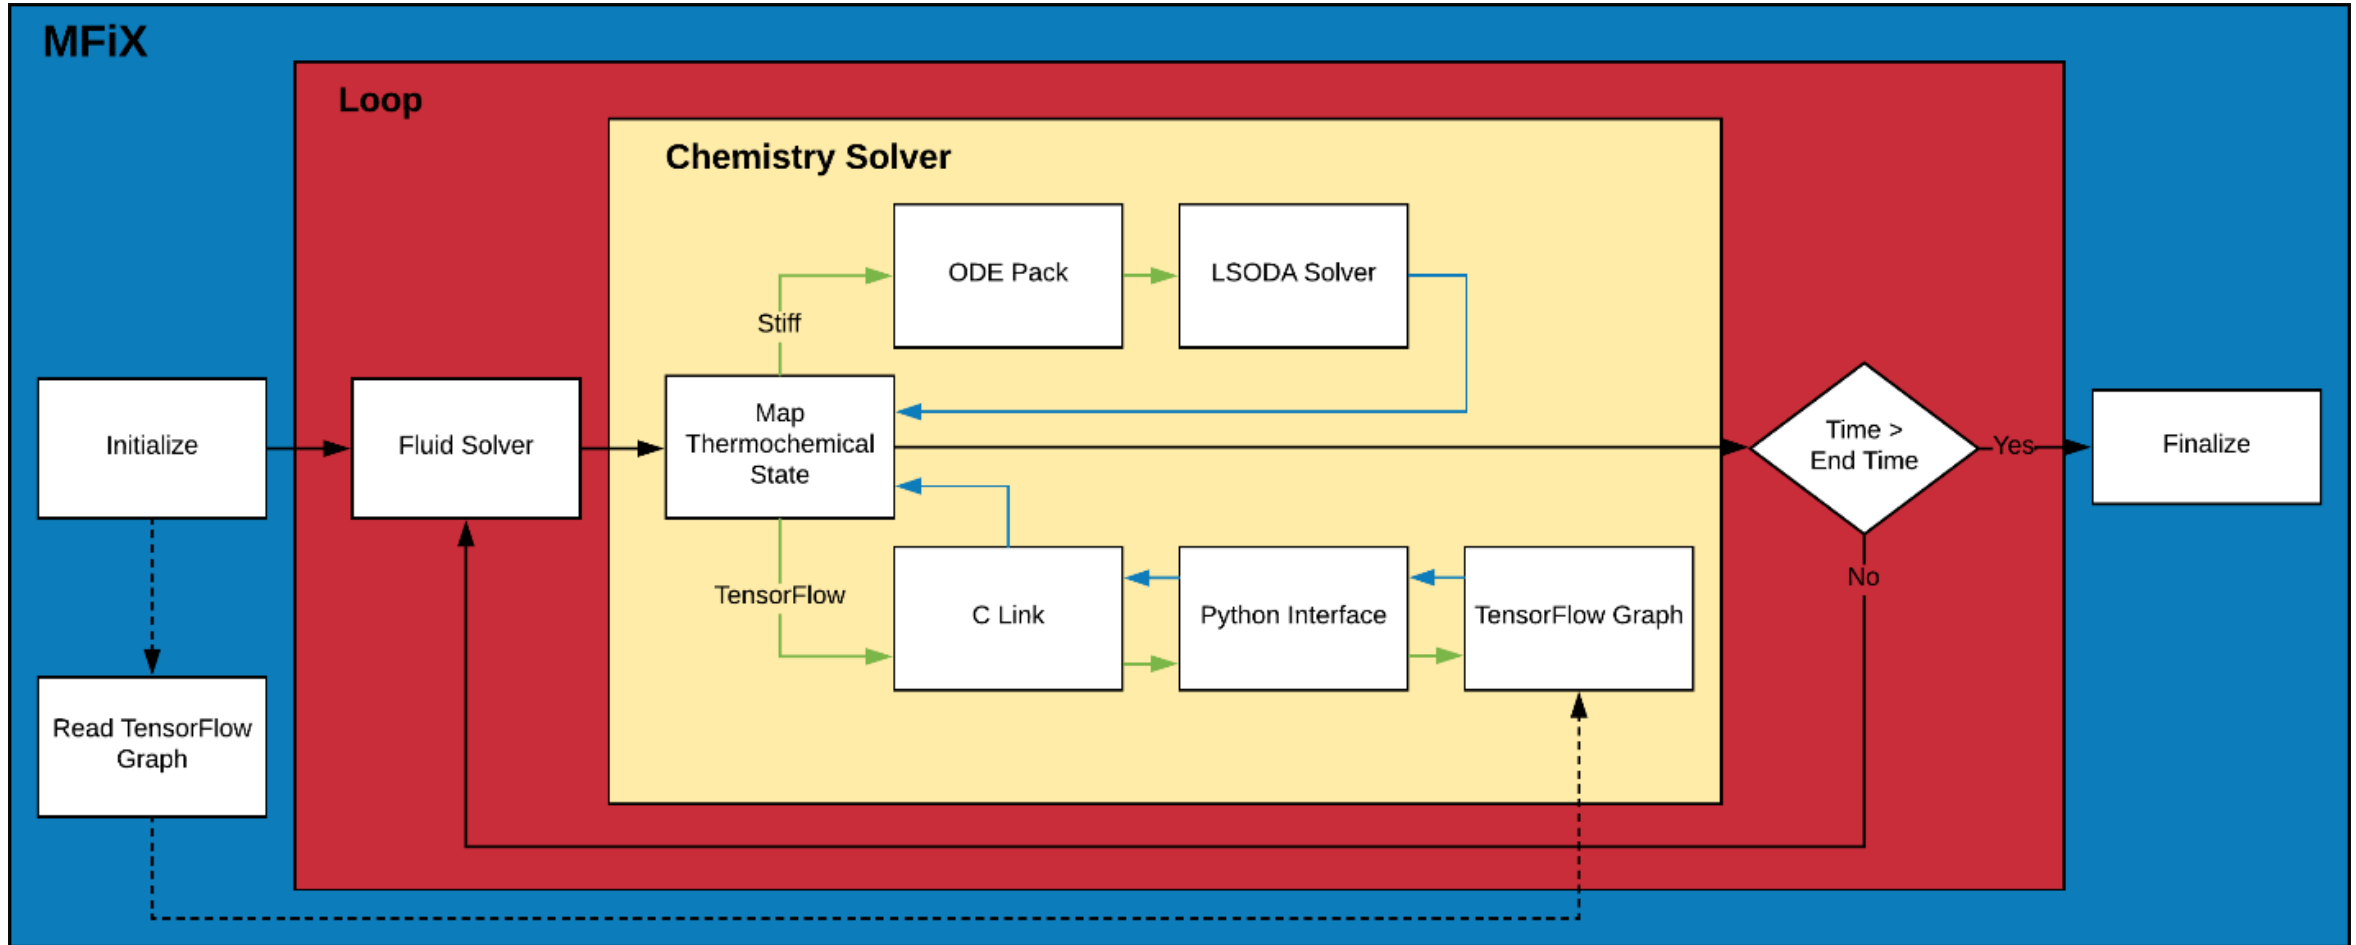 MFiX
Loop
Chemistry Solver
ODE Pack
LSODA Solver
Stiff
Initialize
Fluid Solver
Map
Thermochemical
State
Time >
End Time
Yes
Finalize
No
TensorFlow
C Link
Python Interface
TensorFlow Graph
Read TensorFlow
Graph